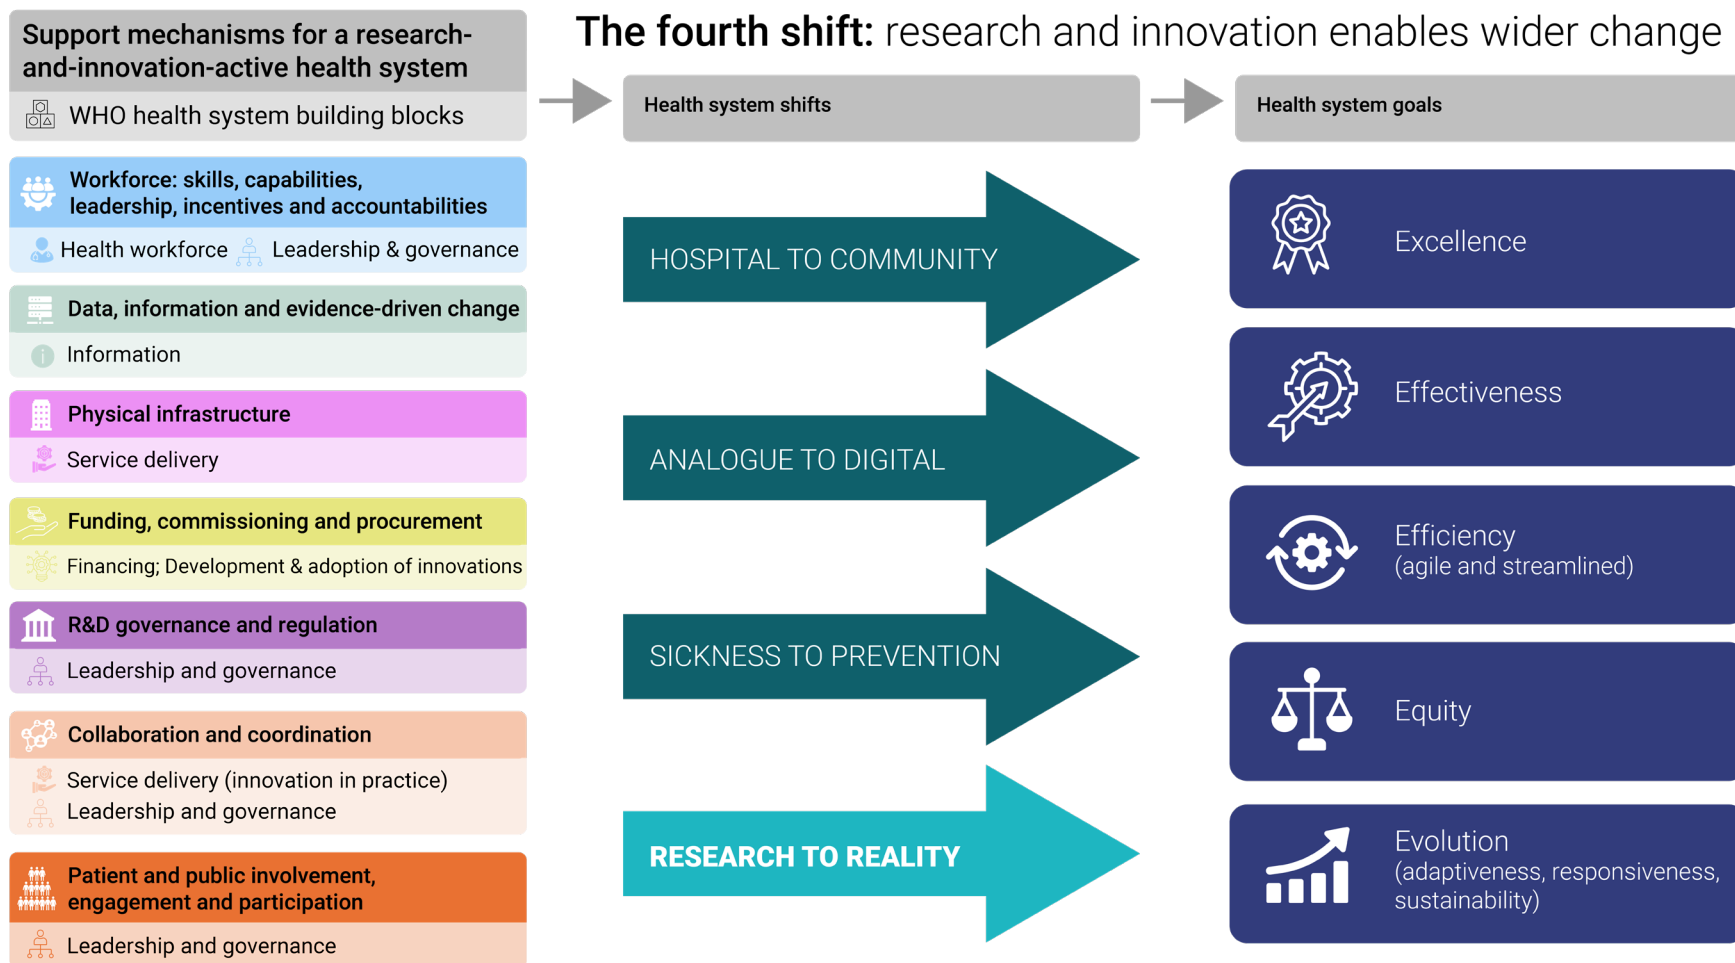 Support mechanisms for a research-
and-innovation-active health system
WHO health system building blocks
Workforce: skills, capabilities,
leadership, incentives and accountabilities
Health workforce
Leadership & governance
Data, information and evidence-driven change
Information
Physical infrastructure
Service delivery
Funding, commissioning and procurement
Financing; Development & adoption of innovations
R&D governance and regulation
Leadership and governance
Collaboration and coordination
Service delivery (innovation in practice)
Leadership and governance
Patient and public involvement,
engagement and participation
Leadership and governance
The fourth shift: research and innovation enables wider change
Health system shifts
HOSPITAL TO COMMUNITY
ANALOGUE TO DIGITAL
SICKNESS TO PREVENTION
RESEARCH TO REALITY
Health system goals
Excellence
Effectiveness
Efficiency
(agile and streamlined)
Equity
Evolution
(adaptiveness, responsiveness,
sustainability)